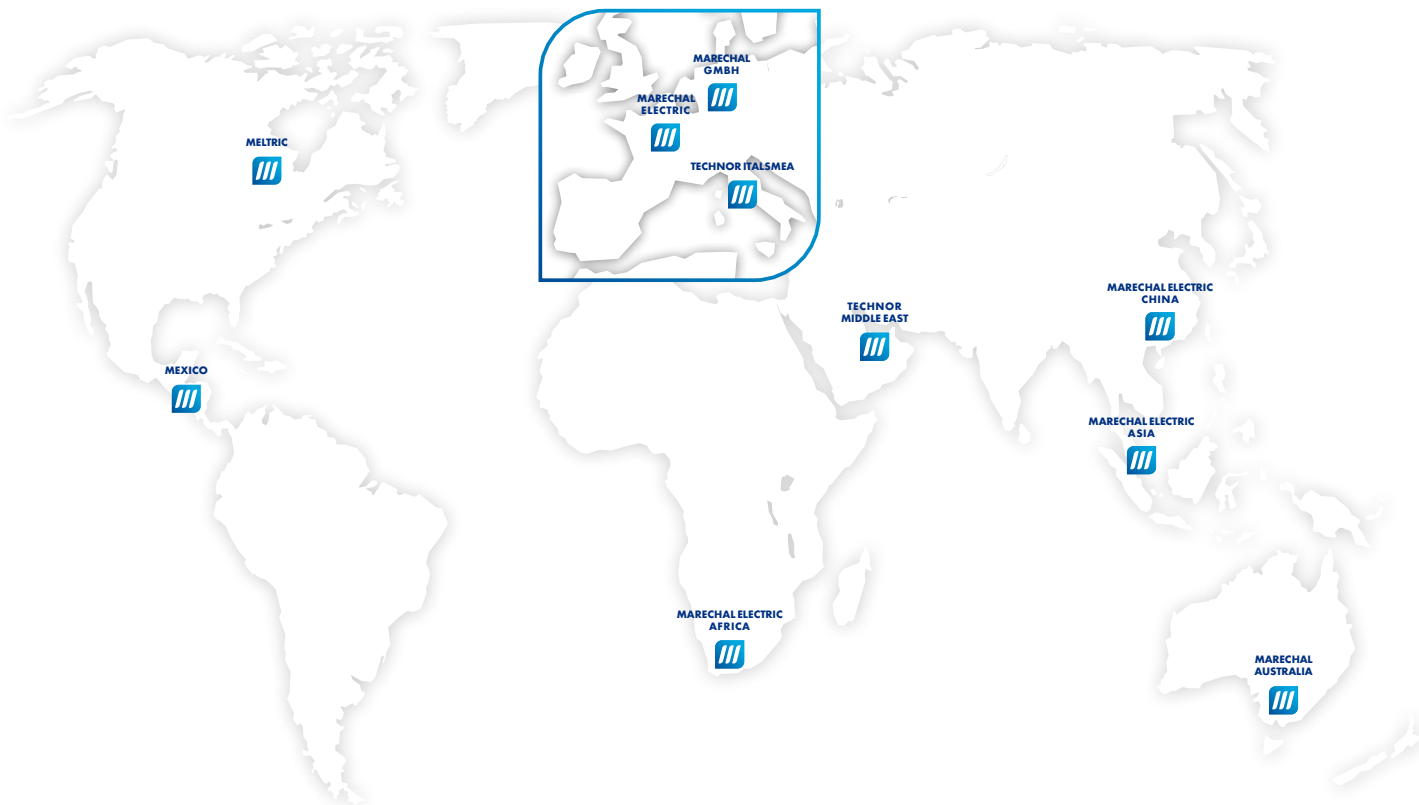 MARECHAL
GMBH
MARECHAL
ELECTRIC
MELTRIC
TECHNOR ITALSMEA
MARECHAL ELECTRIC
CHINA
TECHNOR
MIDDLE EAST
MEXICO
MARECHAL ELECTRIC
ASIA
MARECHAL ELECTRIC
AFRICA
MARECHAL
AUSTRALIA